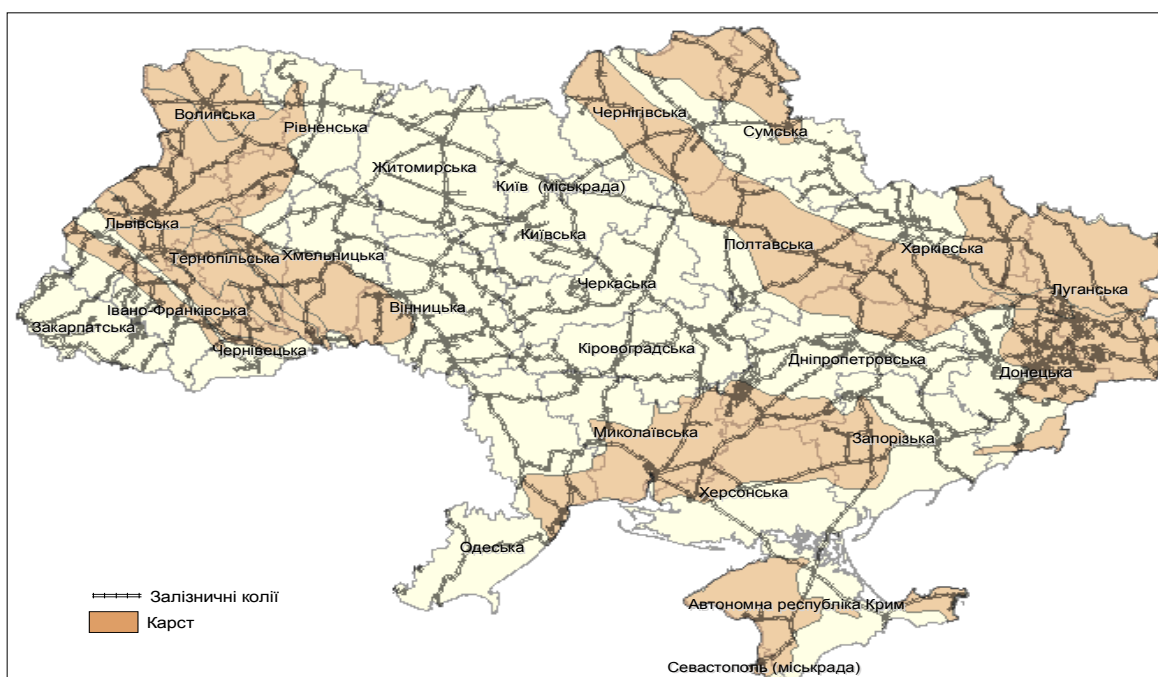 Чернігівська
Волинська
Сумська
Рівненська
Житомирська
Київ (міськрада)
Львівська
Київська
Полтавська
Харківська
Тернопільська
Хмельницька
Черкаська
Луганська
Івано-Франківська
Вінницька
Закарпатська
Чернівецька
Кіровоградська
Дніпропетровська
Донецька
Миколаївська
Запорізька
Херсонська
Одеська
Залізничні колії
Автономна республіка Крим
Карст
Севастополь (міськрада)